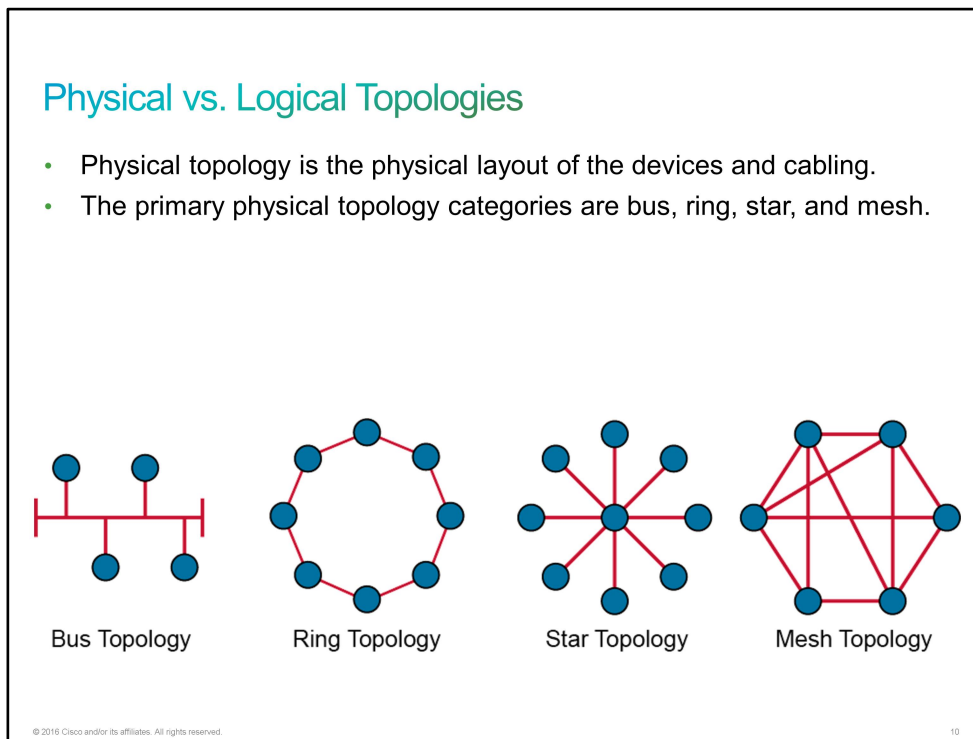 Physical vs. Logical Topologies
• Physical topology is the physical layout of the devices and cabling.
• The primary physical topology categories are bus, ring, star, and mesh.
Bus Topology
Ring Topology
Star Topology
Mesh Topology
© 2016 Cisco and/or its affiliates. All rights reserved.
10